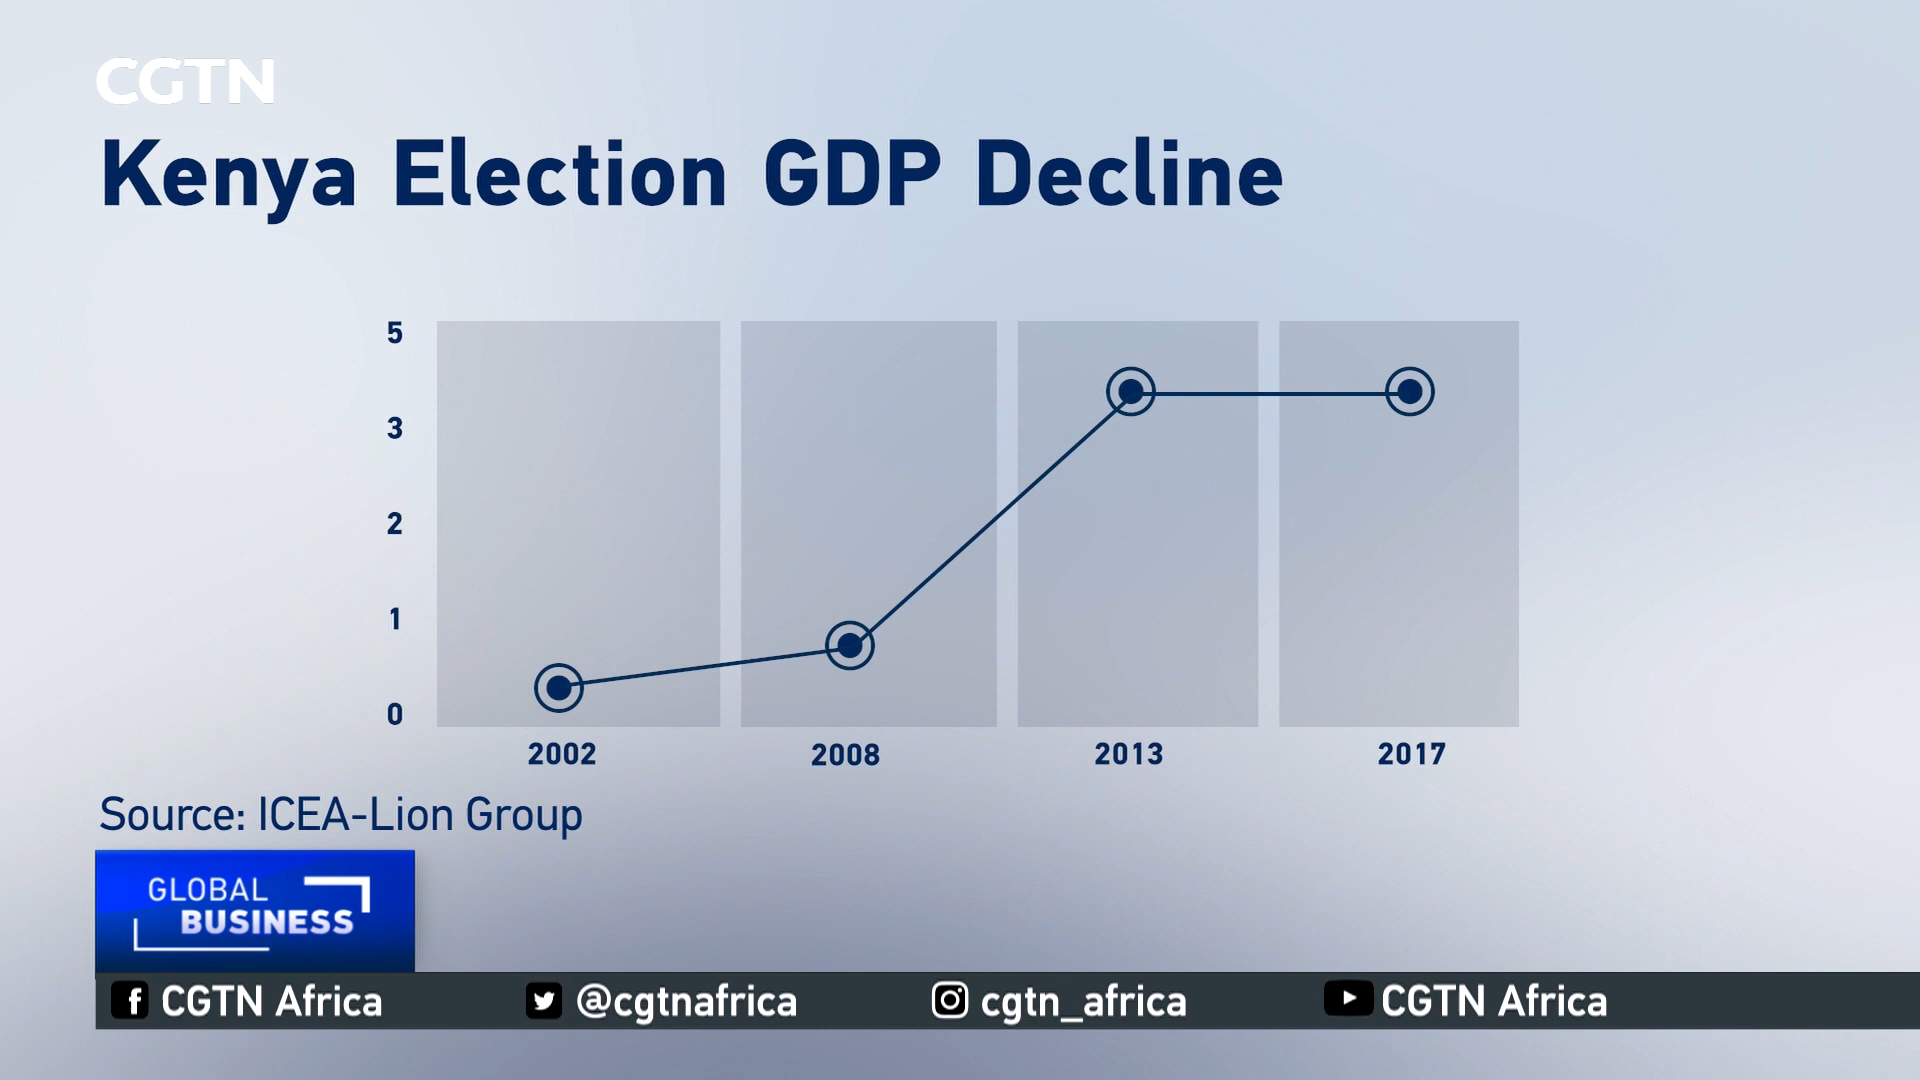 CGTN
Kenya Election GDP Decline
5
3
2
1
0
2002 2008 2013 2017
Source: ICEA-Lion Group
GLOBAL
BUSINESS
CGTN Africa @cgtnafrica cgtn_africa CGTN Africa